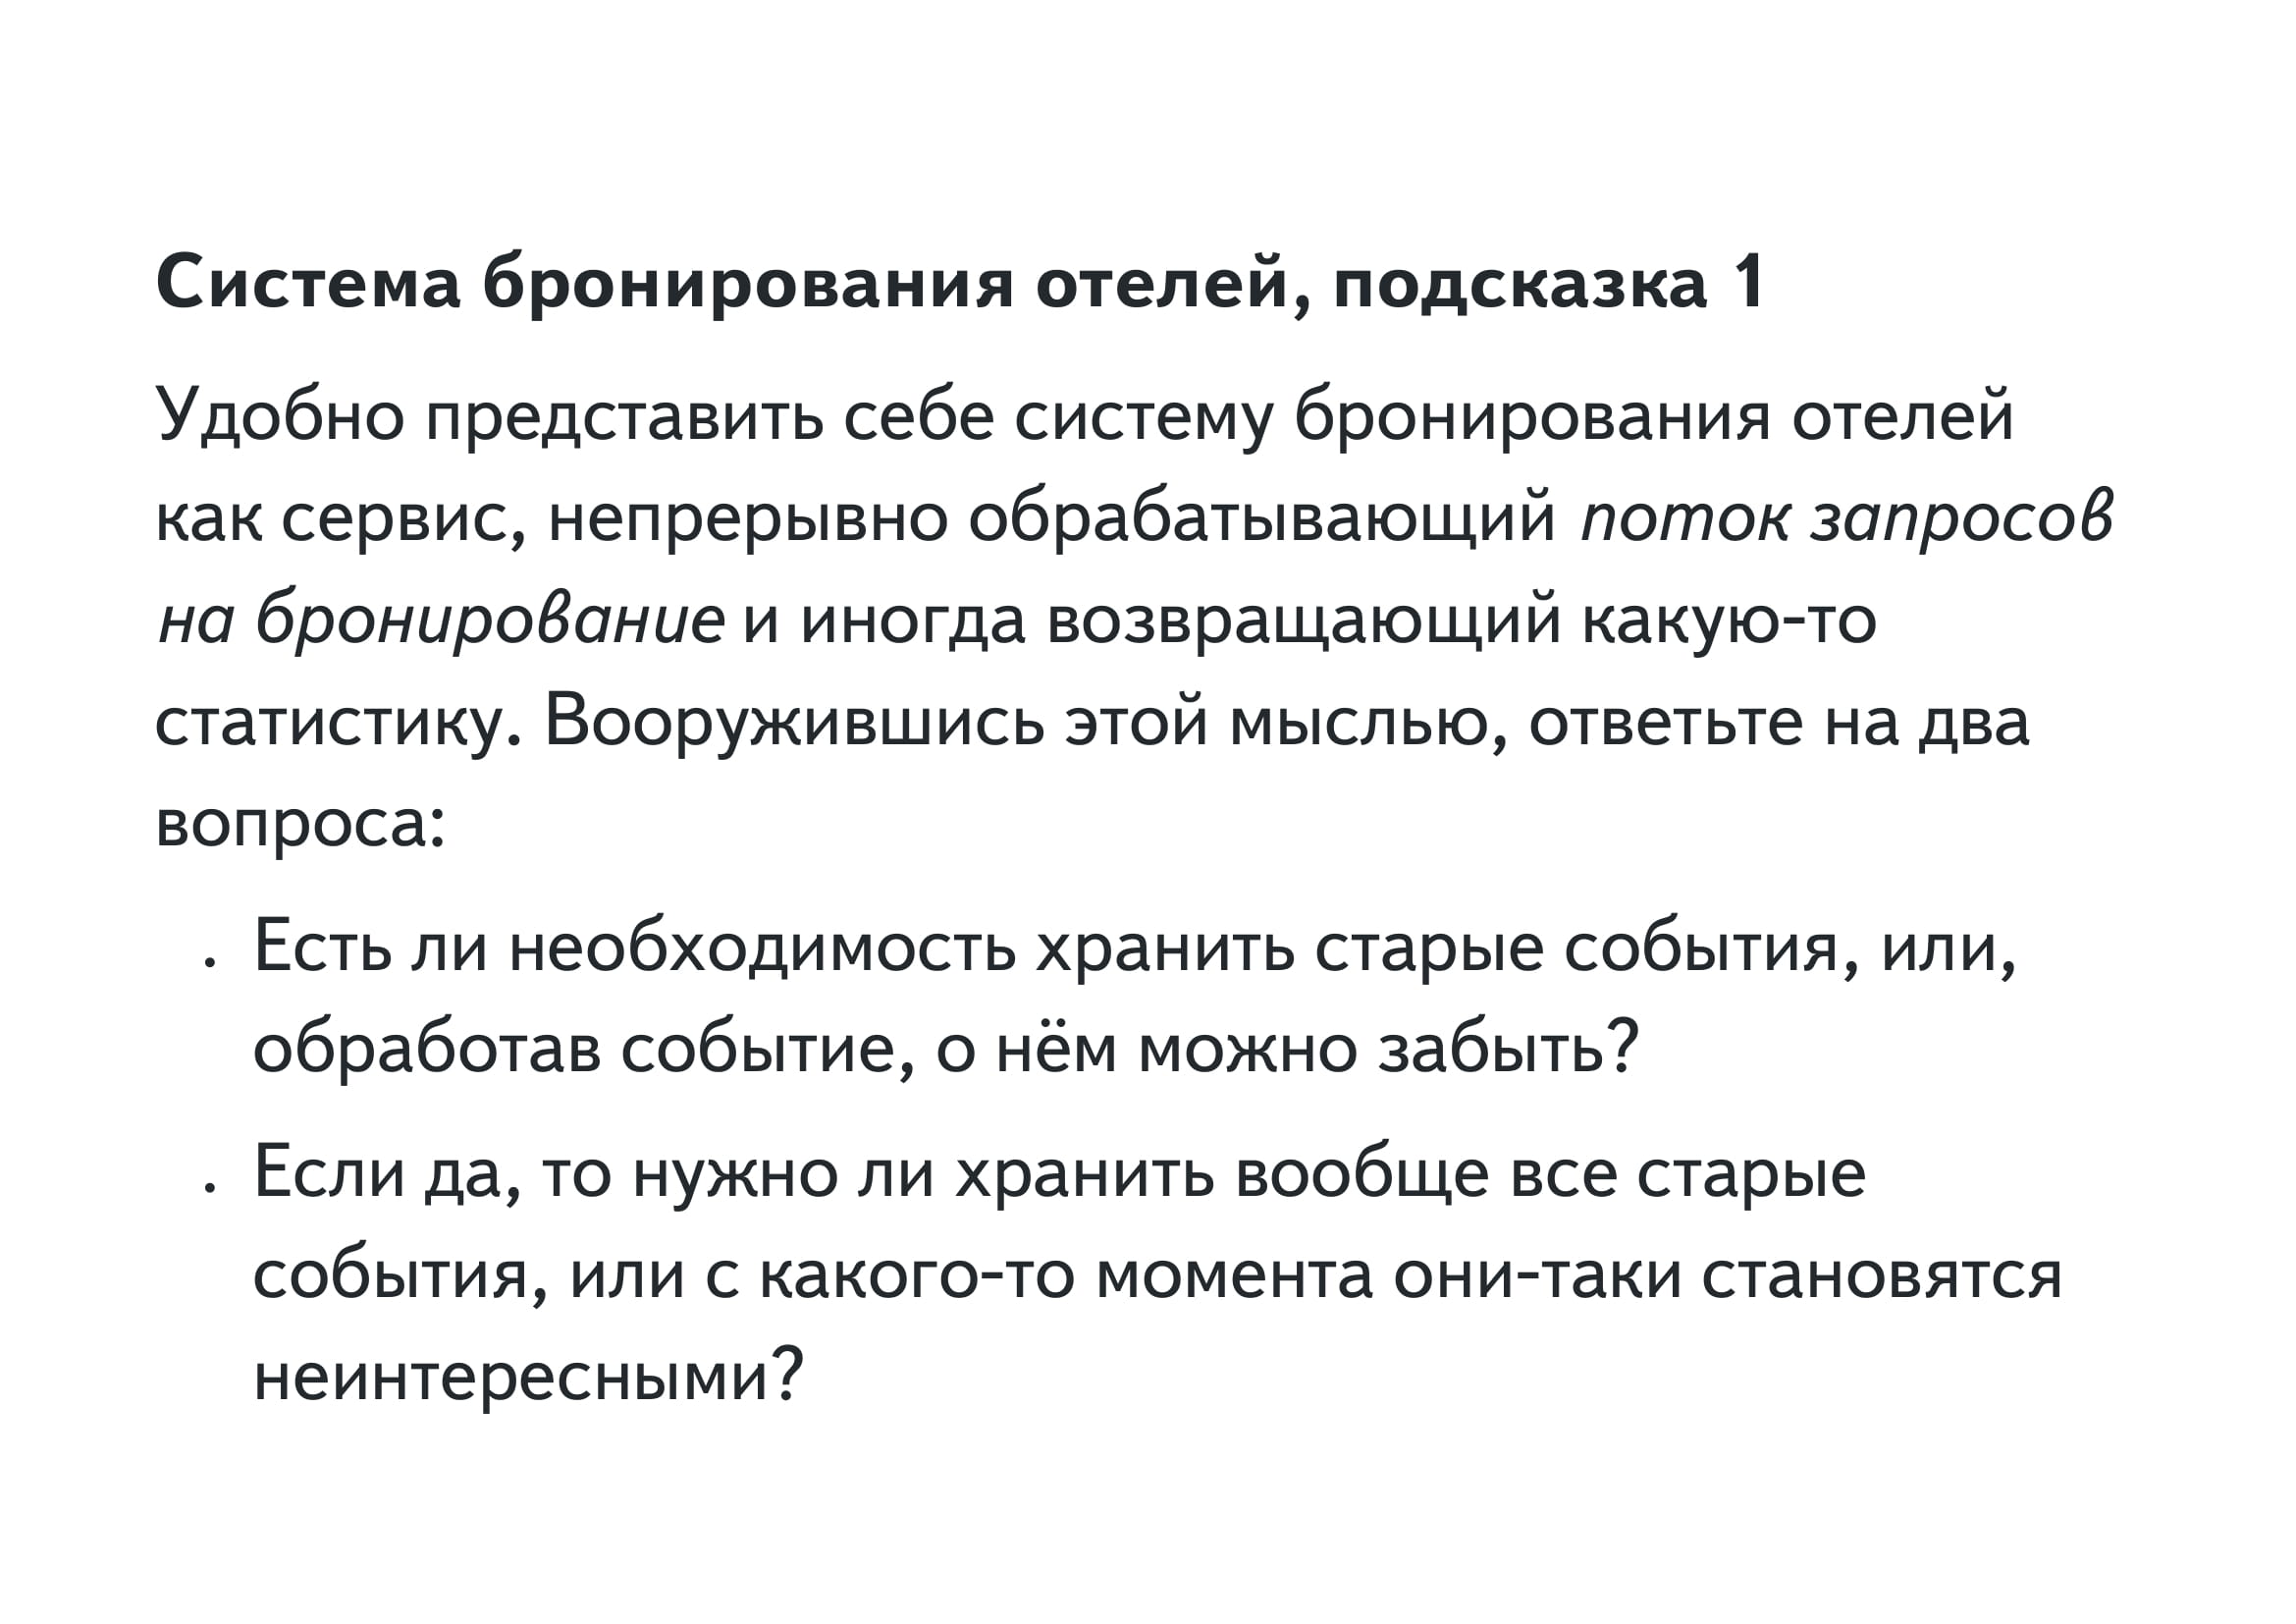 Система бронирования отелей, подсказка 1
Удобно представить себе систему бронирования отелей
как сервис, непрерывно обрабатывающий поток запросов
на бронирование и иногда возвращающий какую-то
статистику. Вооружившись этой мыслью, ответьте на два
вопроса:
• Есть ли необходимость хранить старые события, или,
обработав событие, о нём можно забыть?
• Если да, то нужно ли хранить вообще все старые
события, или с какого-то момента они-таки становятся
неинтересными?